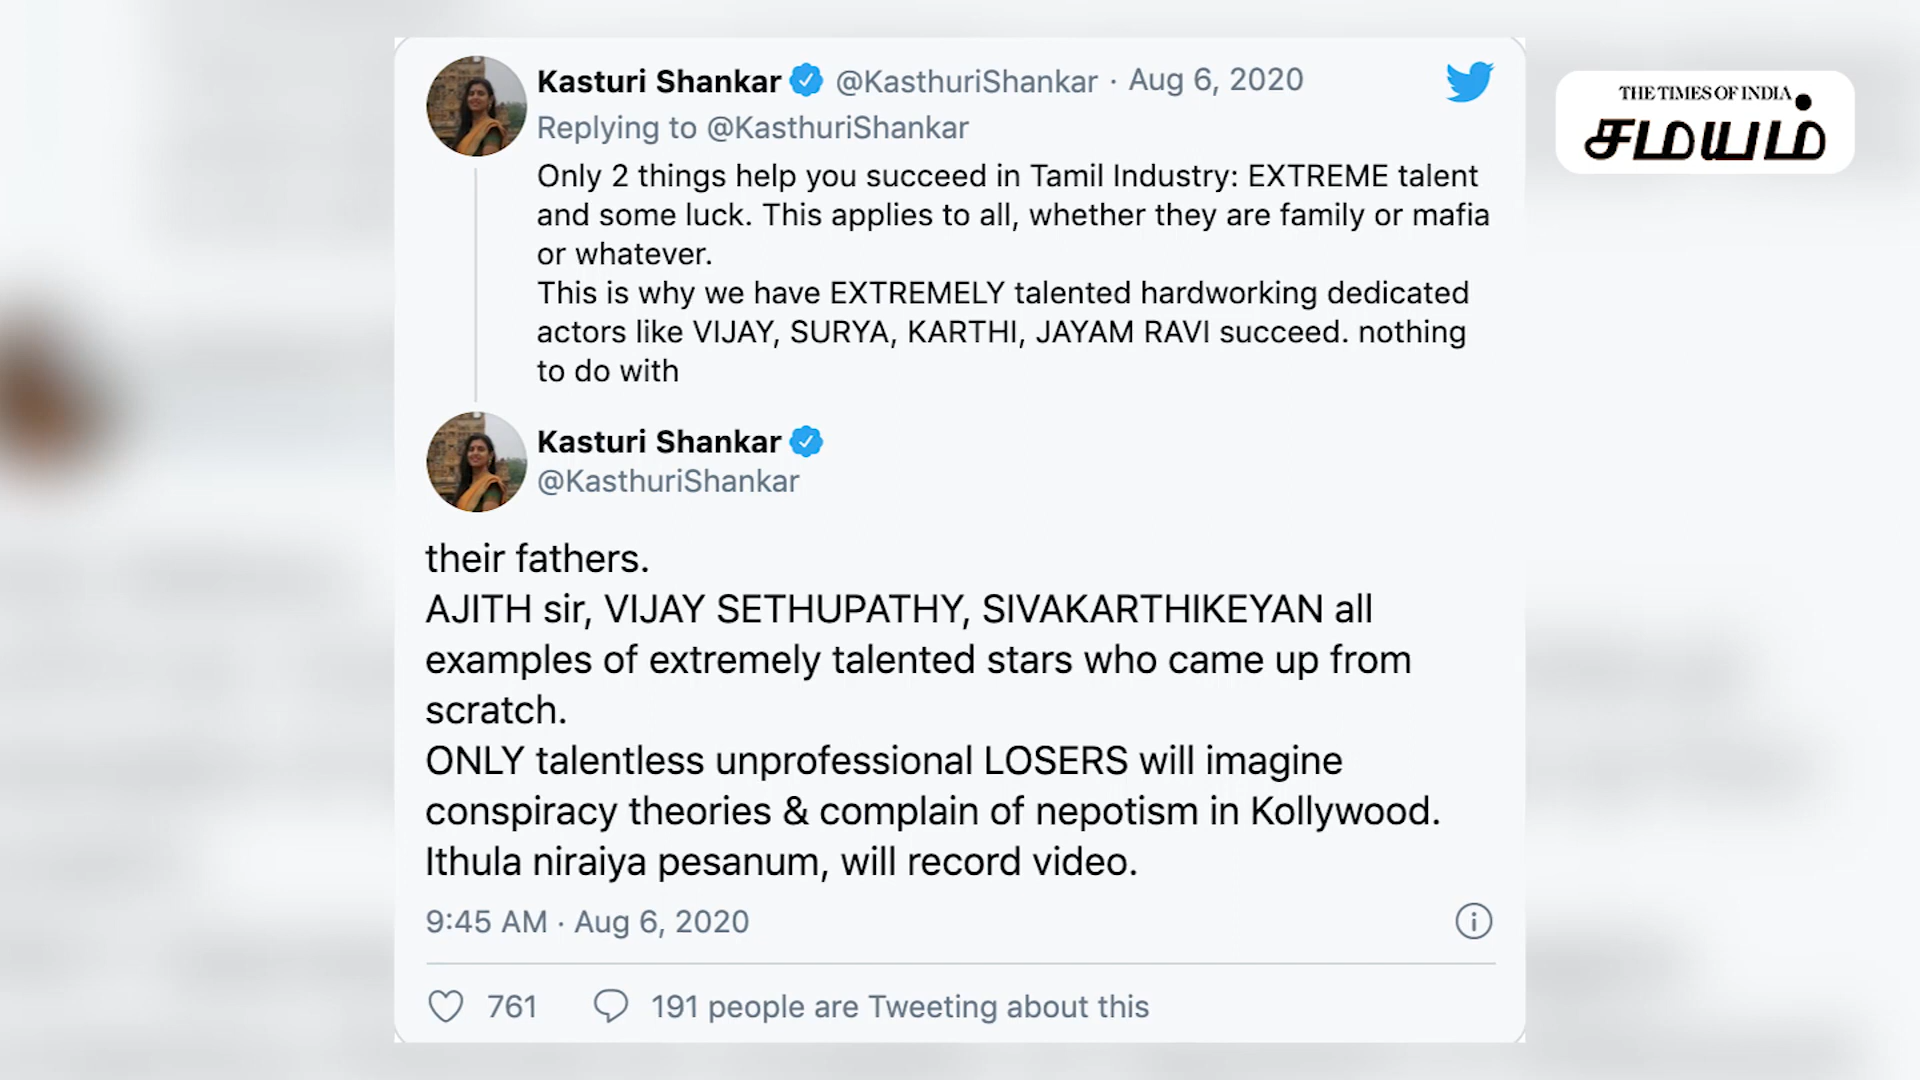 Kasturi Shankar @KasthuriShankar · Aug 6, 2020
Replying to @KasthuriShankar
Only 2 things help you succeed in Tamil Industry: EXTREME talent
and some luck. This applies to all, whether they are family or mafia
or whatever.
This is why we have EXTREMELY talented hardworking dedicated
actors like VIJAY, SURYA, KARTHI, JAYAM RAVI succeed. nothing
to do with
Kasturi Shankar
@KasthuriShankar
their fathers.
AJITH sir, VIJAY SETHUPATHY, SIVAKARTHIKEYAN all
examples of extremely talented stars who came up from
scratch.
ONLY talentless unprofessional LOSERS will imagine
conspiracy theories & complain of nepotism in Kollywood.
Ithula niraiya pesanum, will record video.
9:45 AM · Aug 6, 2020
761 191 people are Tweeting about this
THE TIMES OF INDIA
சமயம்